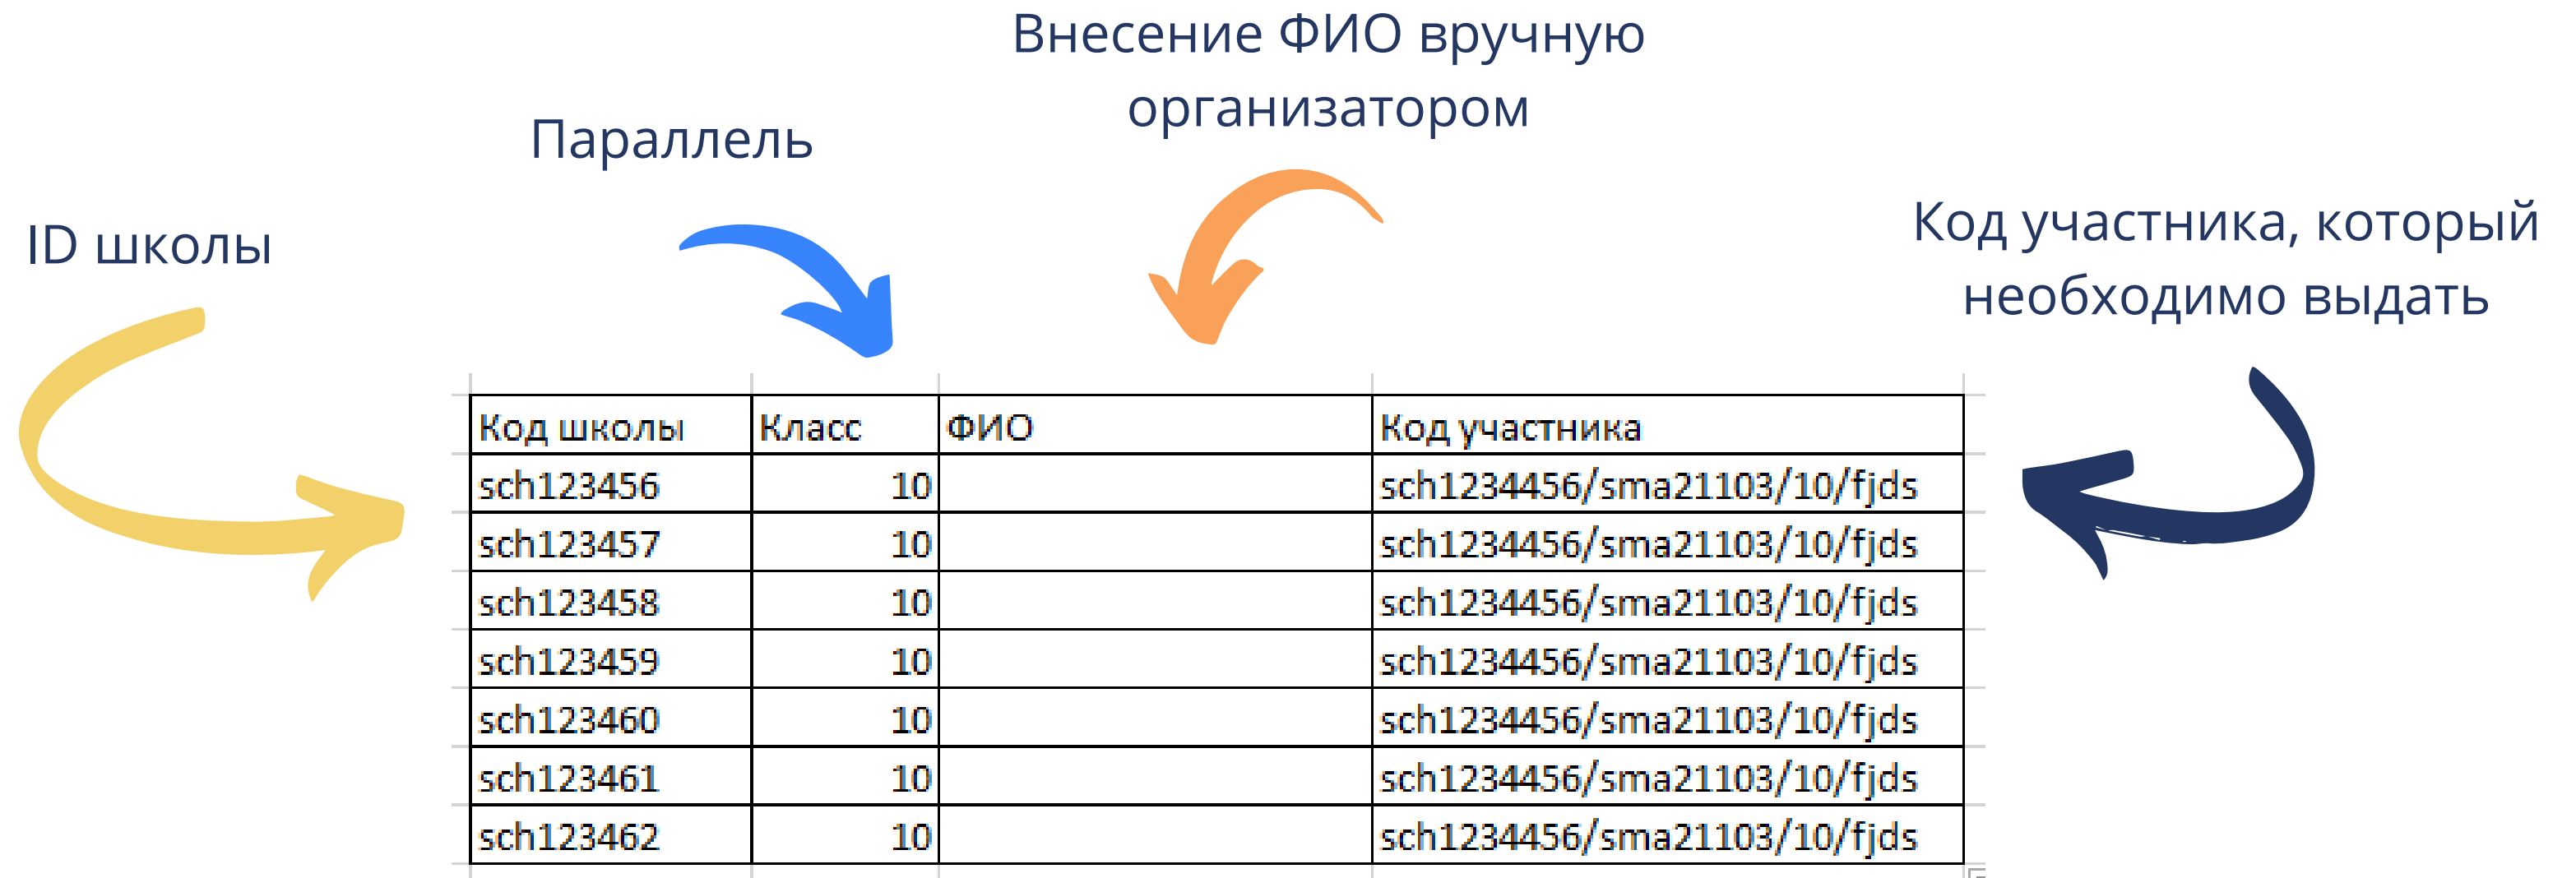 Внесение ФИО вручную
организатором
Параллель
ID школы
Код участника, который
необходимо выдать
Код школы Класс ФИО Код участника
sch123456 10 sch1234456/sma21103/10/fjds
sch123457 10 sch1234456/sma21103/10/fjds
sch123458 10 sch1234456/sma21103/10/fjds
sch123459 10 sch1234456/sma21103/10/fjds
sch123460 10 sch1234456/sma21103/10/fjds
sch123461 10 sch1234456/sma21103/10/fjds
sch123462 10 sch1234456/sma21103/10/fjds